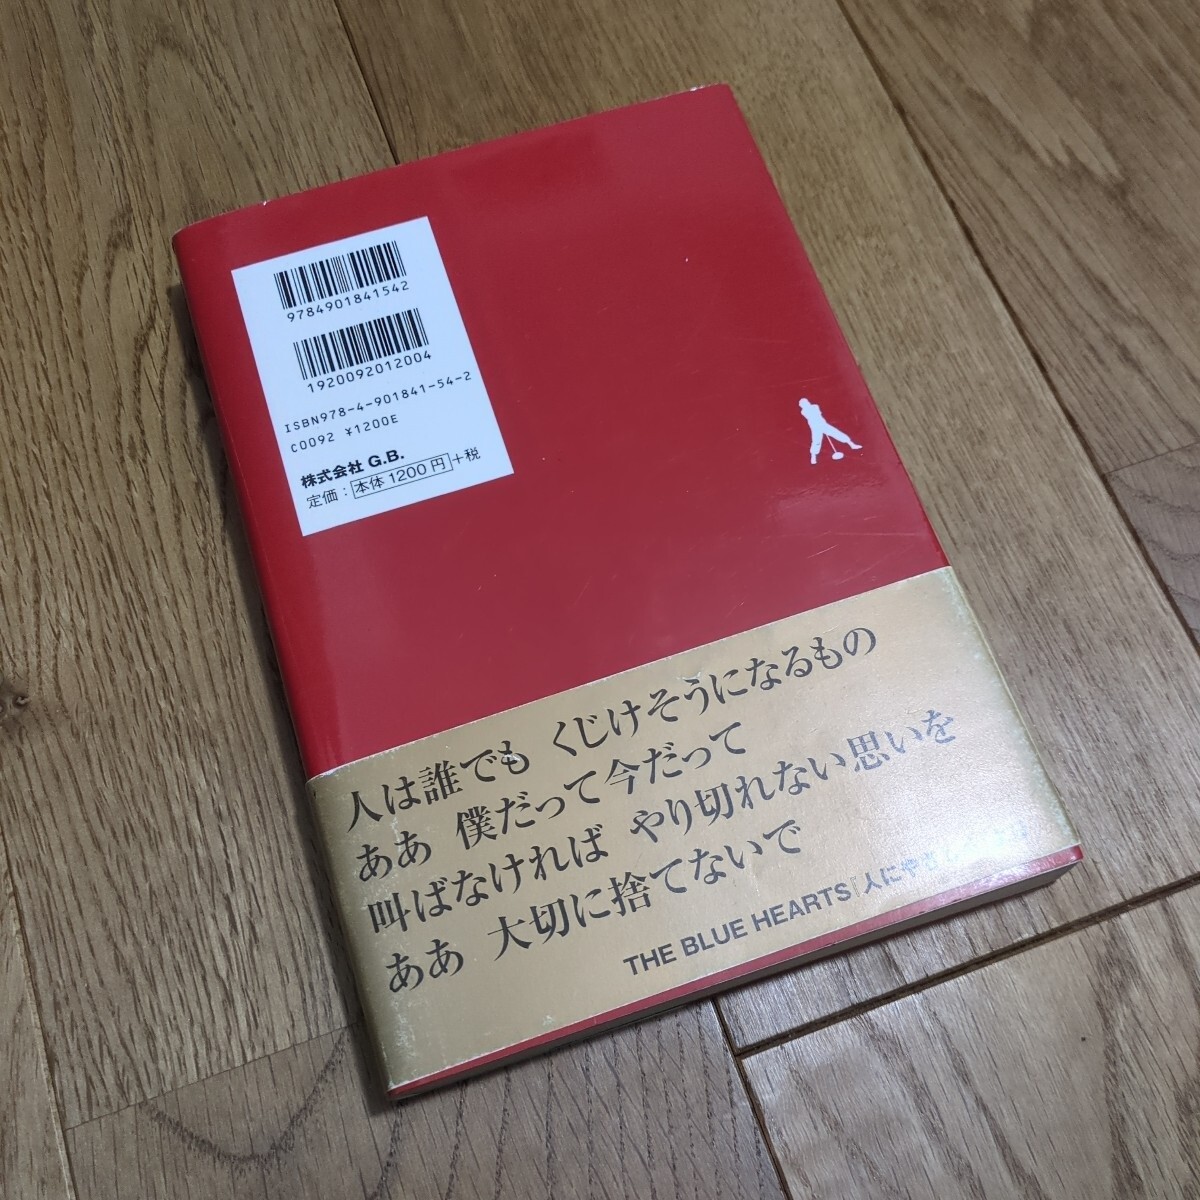 9784901841542
1920092012004
ISBN978-4-901841-54-2
C0092 ¥1200E
株式会社 G.B.
定価：本体1200円+税
人は誰でも くじけそうになるもの
ああ 僕だって今だって
叫ばなければ やり切れない思いを
ああ 大切に捨てないで
THE BLUE HEARTS「人にやさ